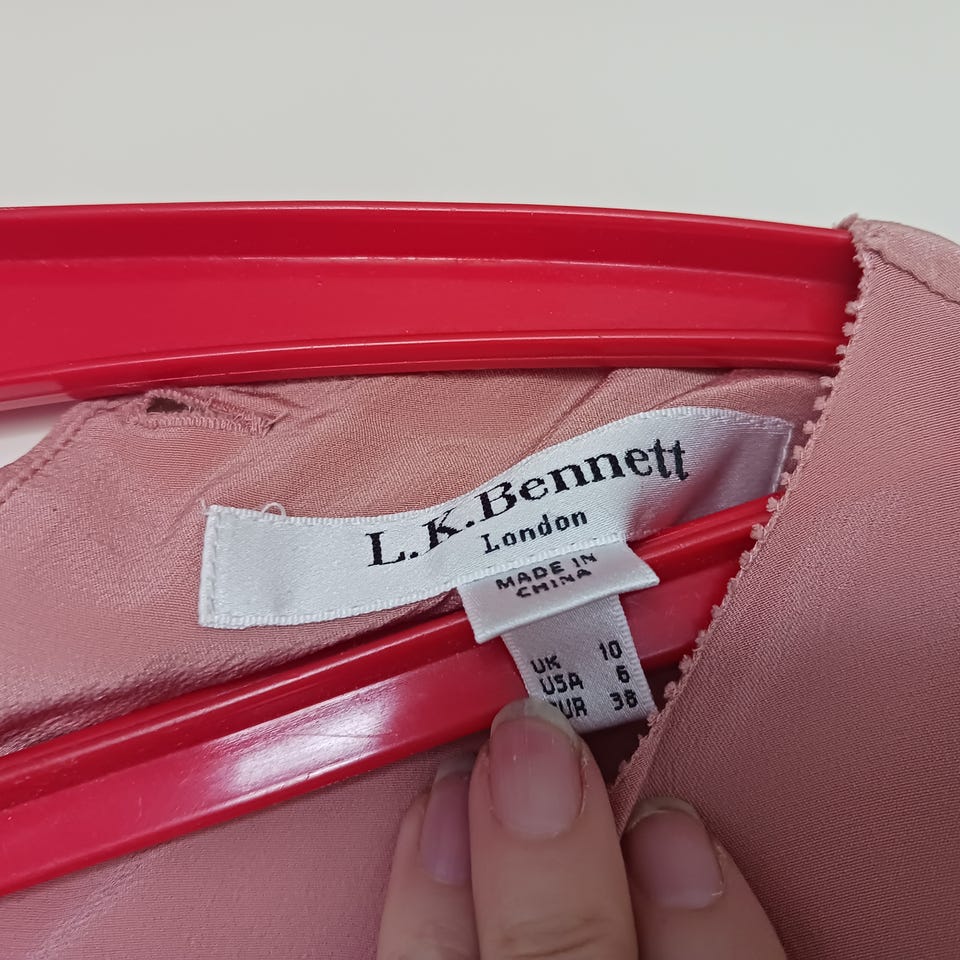 L.K.Bennett
London
MADE IN
CHINA
UK 10
USA 6
EUR 38